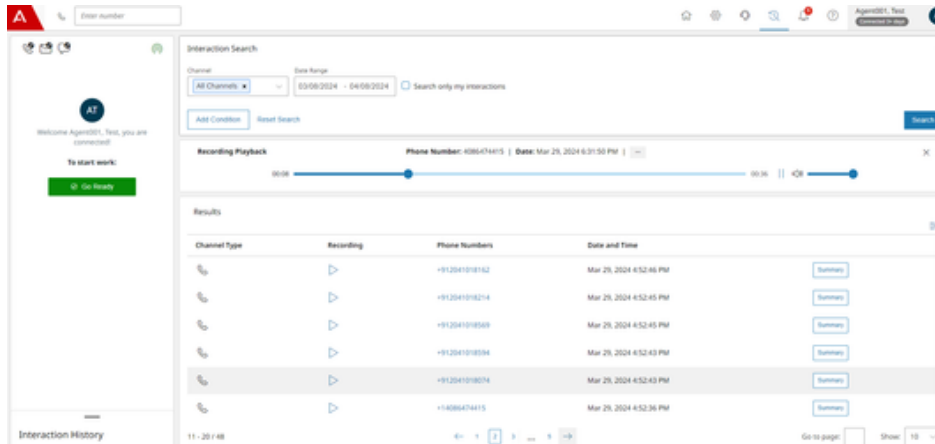 Enter number
Agent001, Test
Connected 3+ days
AT
Welcome Agent001, Test, you are
connected!
To start work:
Go Ready
Interaction History
Interaction Search
Channel
Date Range
All Channels × 03/08/2024 - 04/08/2024 Search only my interactions
Add Condition Reset Search Search
Recording Playback Phone Number: 4086474415 | Date: Mar 29, 2024 6:31:50 PM | ...
00:08 00:36
Results
Channel Type Recording Phone Numbers Date and Time
+912041018162 Mar 29, 2024 4:52:46 PM Summary
+912041018214 Mar 29, 2024 4:52:45 PM Summary
+912041018569 Mar 29, 2024 4:52:45 PM Summary
+912041018594 Mar 29, 2024 4:52:43 PM Summary
+912041018074 Mar 29, 2024 4:52:43 PM Summary
+14086474415 Mar 29, 2024 4:52:36 PM Summary
11 - 20 / 48 1 2 3 ... 5 Go to page: Show: 10